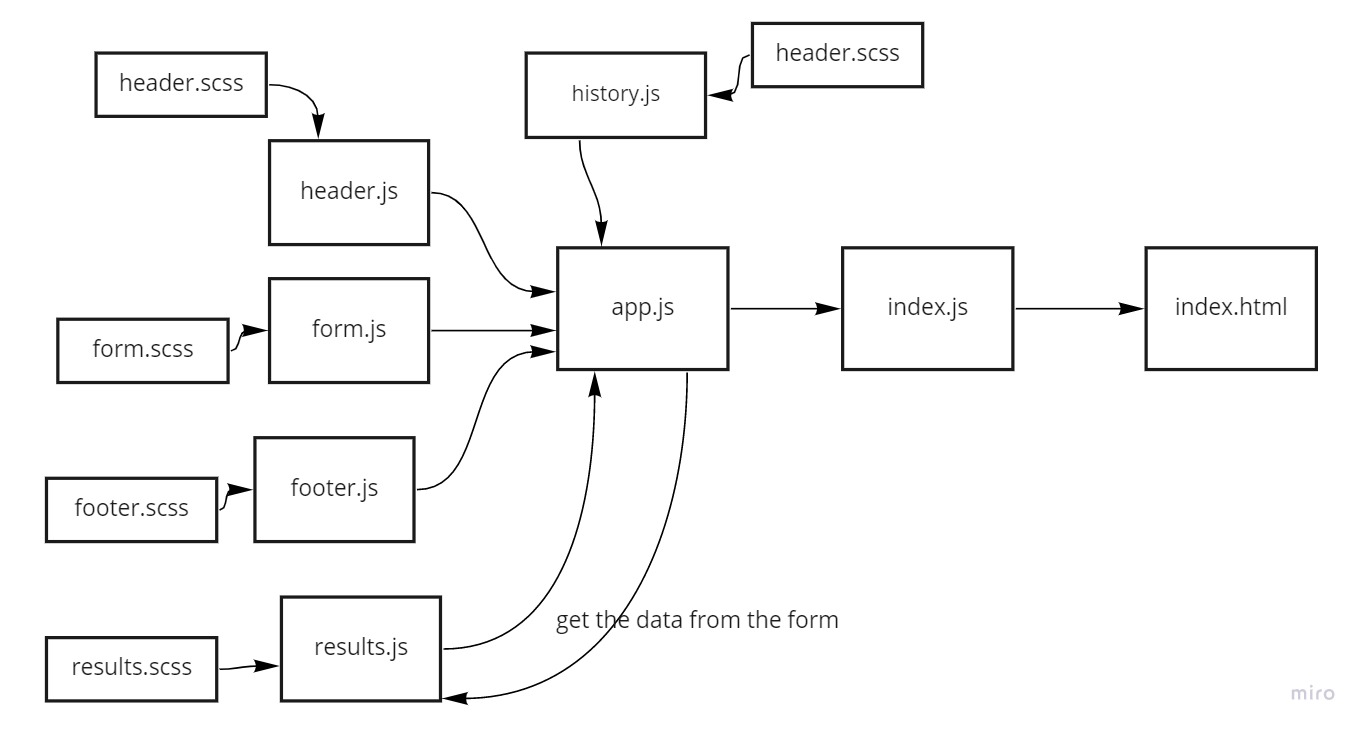 header.scss
header.scss
history.js
header.js
app.js
index.js
index.html
form.js
form.scss
footer.js
footer.scss
get the data from the form
results.js
results.scss
miro